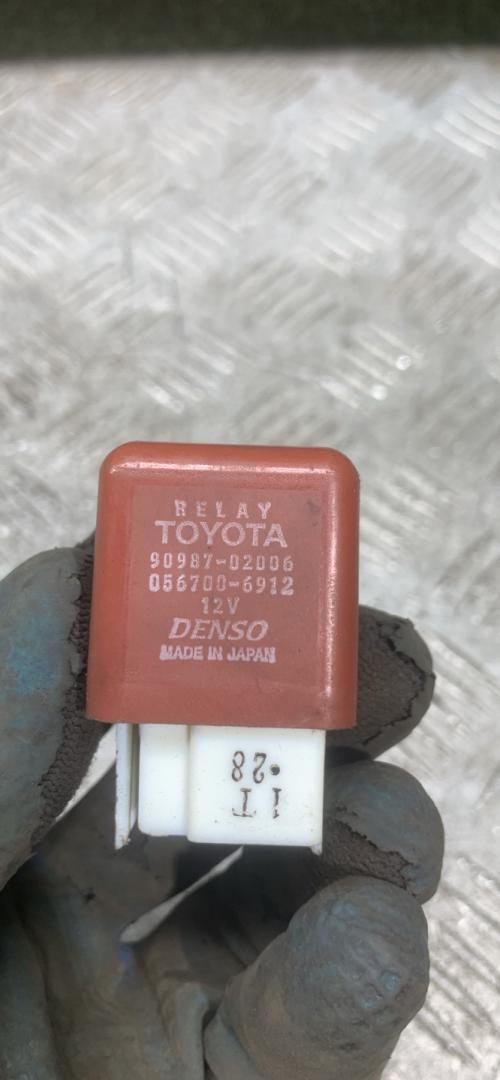 RELAY
TOYOTA
90987-02006
056700-6912
12V
DENSO
MADE IN JAPAN
1T
•28